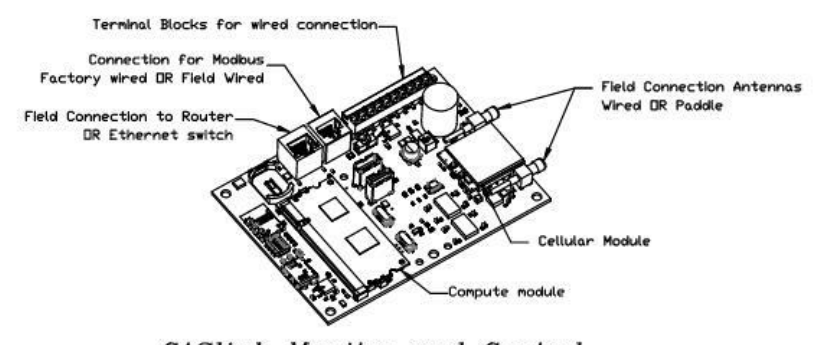 Terminal Blocks for wired connection
Connection for Modbus
Factory wired OR Field Wired
Field Connection to Router
OR Ethernet switch
Field Connection Antennas
Wired OR Paddle
Cellular Module
Compute module